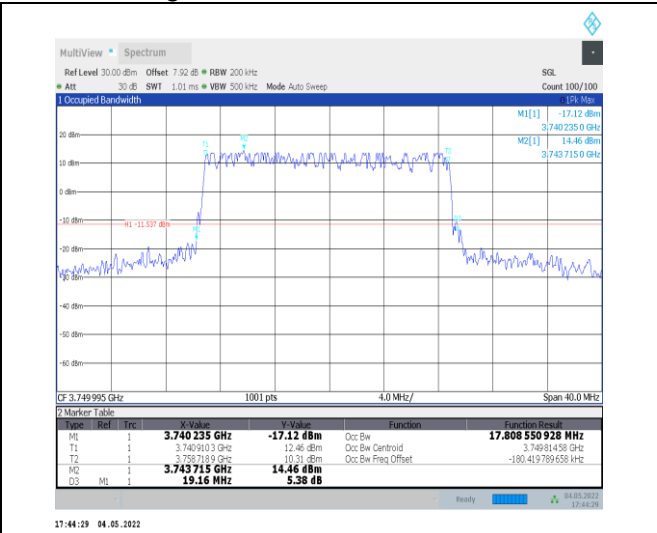 MultiView Spectrum
Ref Level 30.00 dBm Offset 7.92 dB RBW 200 kHz SGL
Att 30 dB SWT 1.01 ms VBW 500 kHz Mode Auto Sweep Count 100/100
1 Occupied Bandwidth 1Pk Max
M1[1] -17.12 dBm
3.740 235 0 GHz
M2[1] 14.46 dBm
3.743 715 0 GHz
20 dBm
M2
T1
T2
10 dBm
0 dBm
-10 dBm
H1 -11.537 dBm
M1
-20 dBm
-30 dBm
-40 dBm
-50 dBm
-60 dBm
CF 3.749 995 GHz 1001 pts 4.0 MHz/ Span 40.0 MHz
2 Marker Table
Type Ref Trc X-Value Y-Value Function Function Result
M1 1 3.740 235 GHz -17.12 dBm Occ Bw 17.808 550 928 MHz
T1 1 3.740 910 3 GHz 12.46 dBm Occ Bw Centroid 3.749 814 58 GHz
T2 1 3.758 718 9 GHz 10.31 dBm Occ Bw Freq Offset -180.419 789 658 kHz
M2 1 3.743 715 GHz 14.46 dBm
D3 M1 1 19.16 MHz 5.38 dB
Ready 04.05.2022
17:44:29
17:44:29 04.05.2022